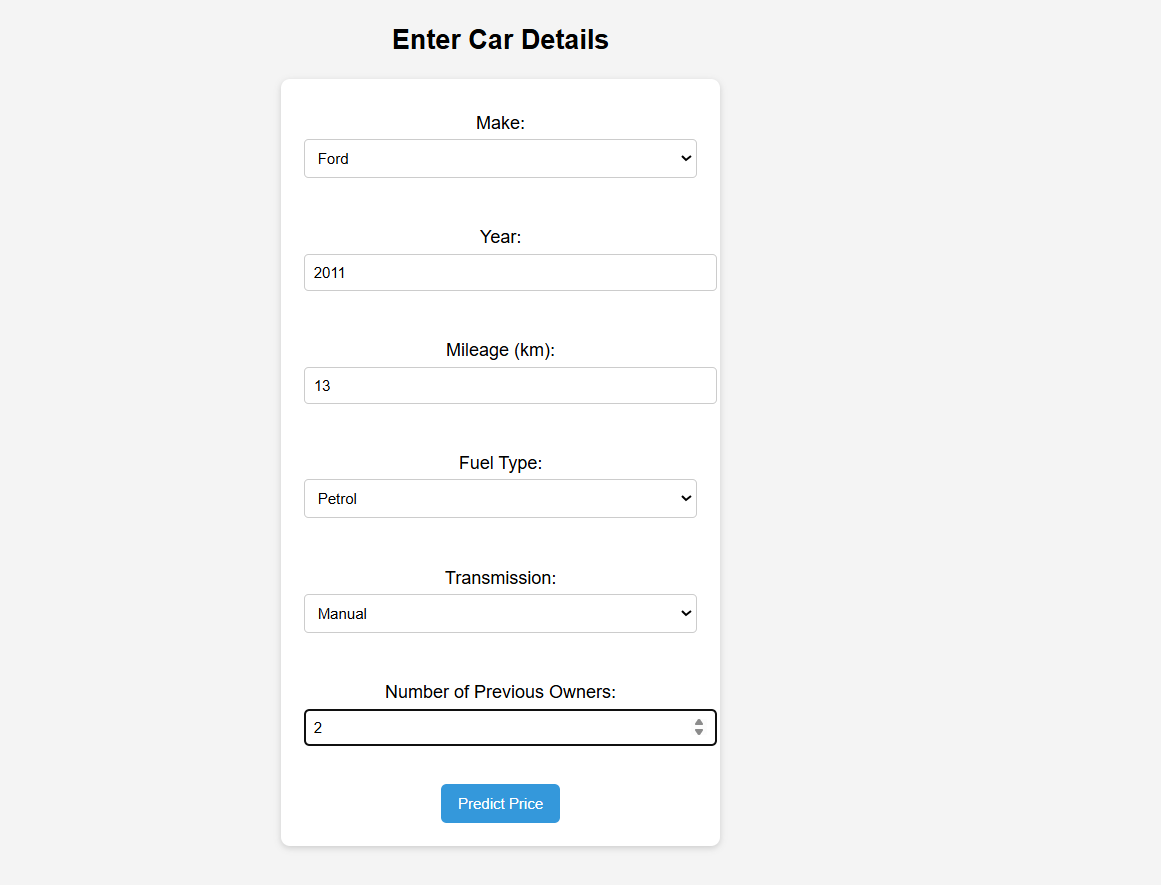 Enter Car Details
Make:
Ford
Year:
2011
Mileage (km):
13
Fuel Type:
Petrol
Transmission:
Manual
Number of Previous Owners:
2
Predict Price